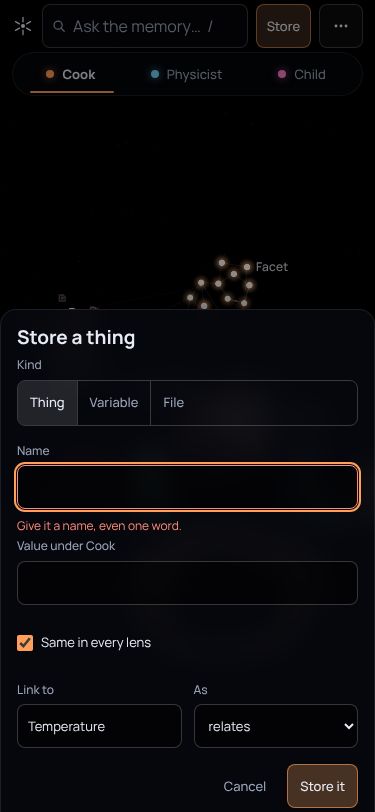 Ask the memory… /
Store
Cook
Physicist
Child
Facet
Store a thing
Kind
Thing
Variable
File
Name
Give it a name, even one word.
Value under Cook
Same in every lens
Link to
As
Temperature
relates
Cancel
Store it